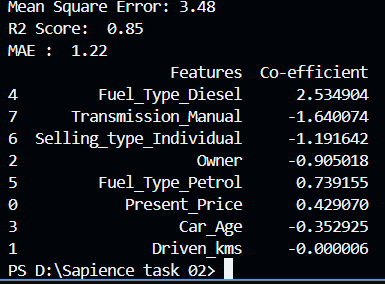 Mean Square Error: 3.48
R2 Score:  0.85
MAE :  1.22
                  Features  Co-efficient
4         Fuel_Type_Diesel      2.534904
7      Transmission_Manual     -1.640074
6  Selling_type_Individual     -1.191642
2                    Owner     -0.905018
5         Fuel_Type_Petrol      0.739155
0            Present_Price      0.429070
3                  Car_Age     -0.352925
1               Driven_kms     -0.000006
PS D:\Sapience task 02>